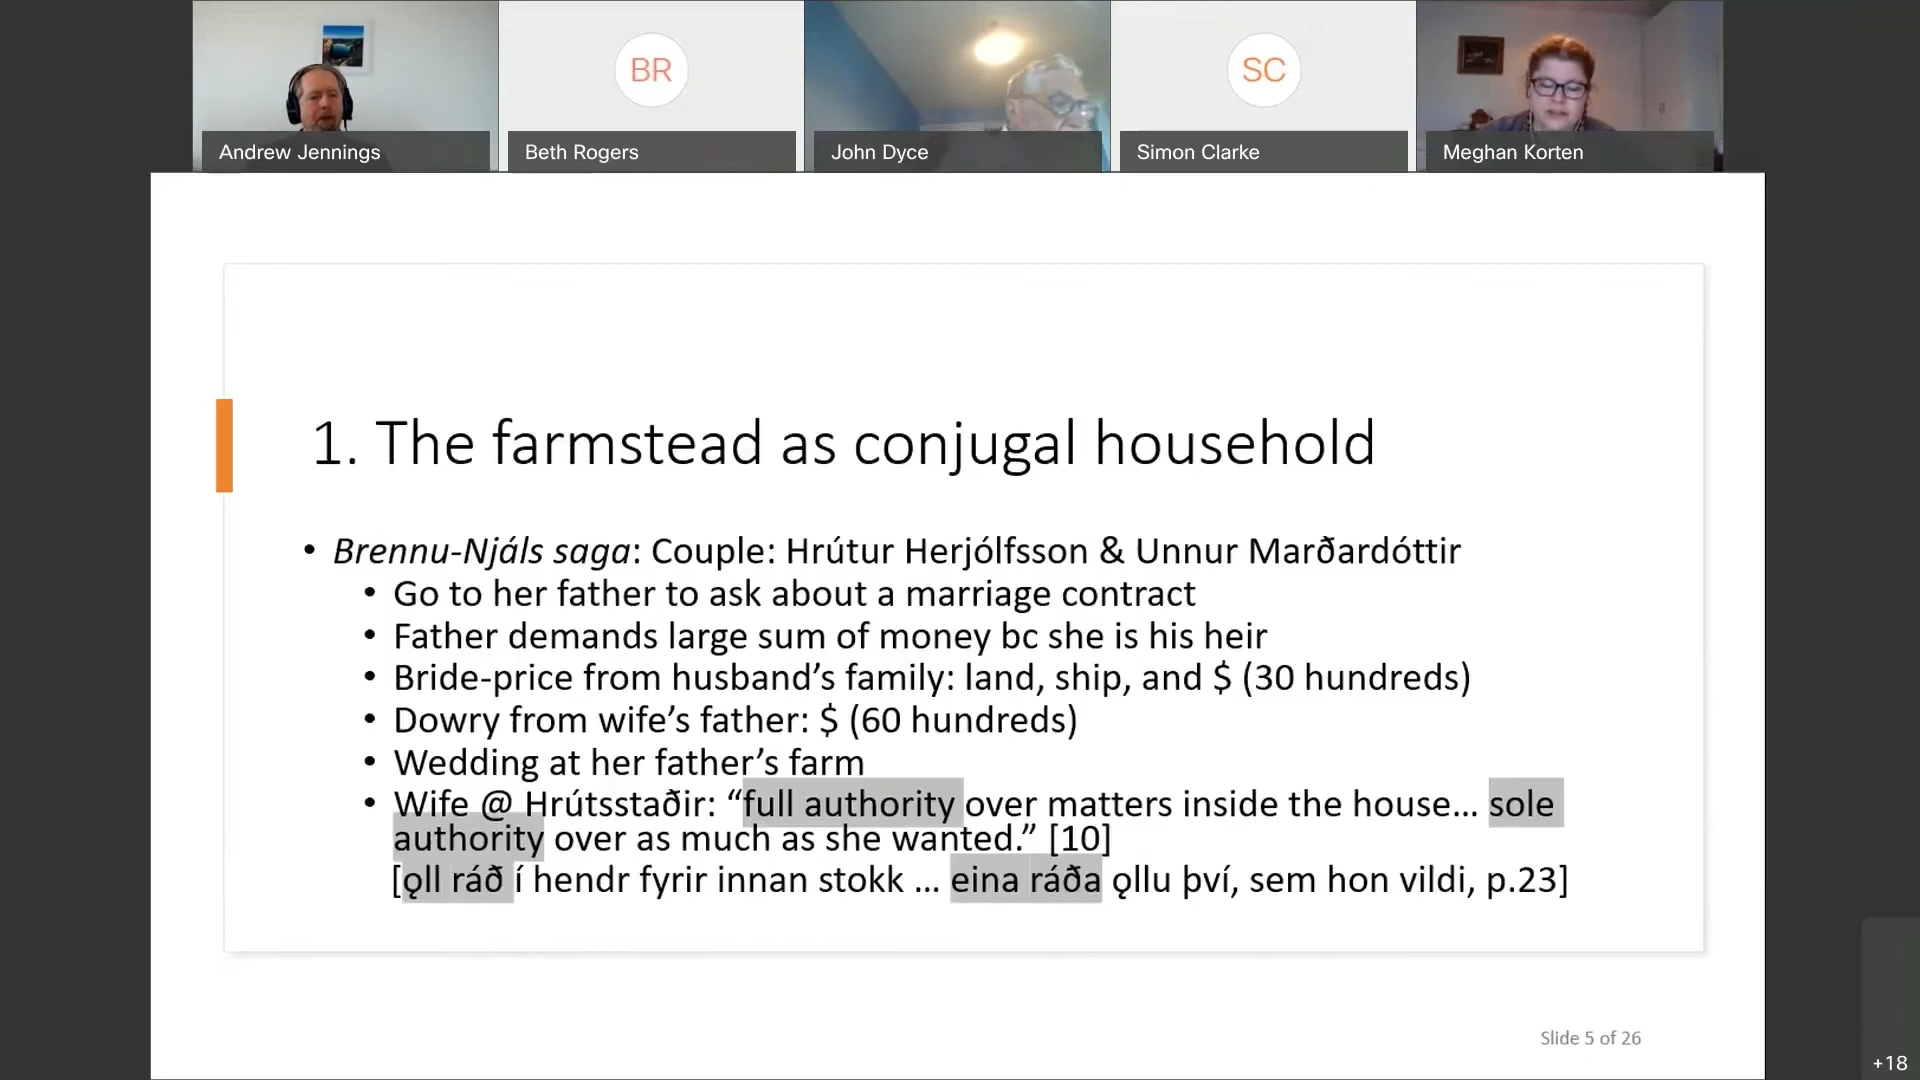 Andrew Jennings
BR
Beth Rogers
John Dyce
SC
Simon Clarke
Meghan Korten
1. The farmstead as conjugal household
• Brennu-Njáls saga: Couple: Hrútur Herjólfsson & Unnur Marðardóttir
• Go to her father to ask about a marriage contract
• Father demands large sum of money bc she is his heir
• Bride-price from husband’s family: land, ship, and $ (30 hundreds)
• Dowry from wife’s father: $ (60 hundreds)
• Wedding at her father’s farm
• Wife @ Hrútsstaðir: “full authority over matters inside the house… sole
authority over as much as she wanted.” [10]
[ǫll ráð í hendr fyrir innan stokk … eina ráða ǫllu því, sem hon vildi, p.23]
Slide 5 of 26
+18